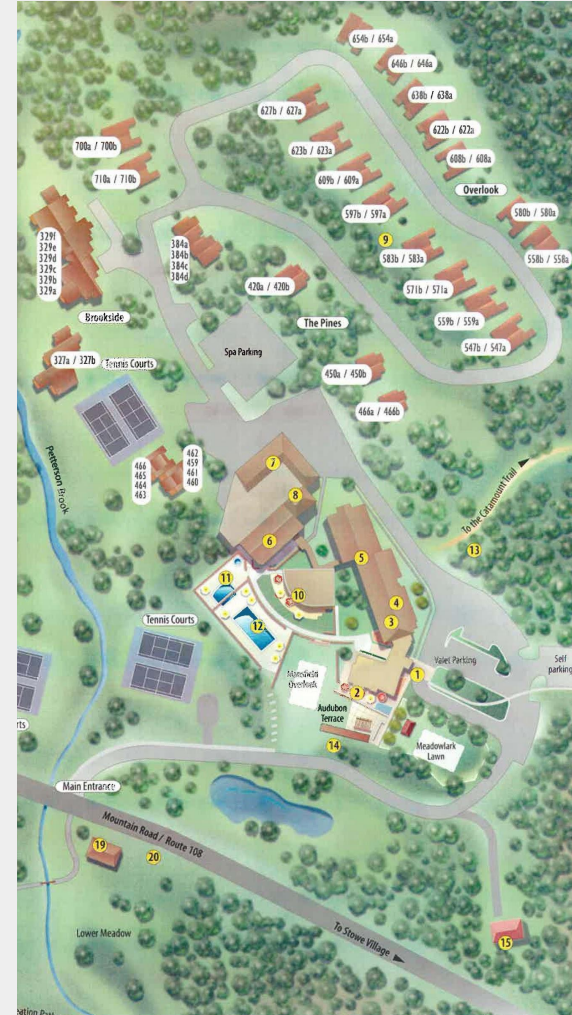 654b / 654a
646b / 646a
638b / 638a
627b / 627a
622b / 622a
700a / 700b
623b / 623a
608b / 608a
710a / 710b
609b / 609a
Overlook
597b / 597a
580b / 580a
329f
329e
329d
329c
329b
329a
384a
384b
384c
384d
9
583b / 583a
558b / 558a
420a / 420b
571b / 571a
Brookside
The Pines
559b / 559a
547b / 547a
327a / 327b
Tennis Courts
Spa Parking
450a / 450b
466a / 466b
466
465
464
463
462
459
461
460
Petterson Brook
7
8
6
5
To the Catamount Trail
13
11
10
4
3
12
Tennis Courts
Valet Parking
Self
parking
1
Mansfield
Overlook
2
Audubon
Terrace
14
Meadowlark
Lawn
rts
Main Entrance
Mountain Road / Route 108
19
20
To Stowe Village
15
Lower Meadow